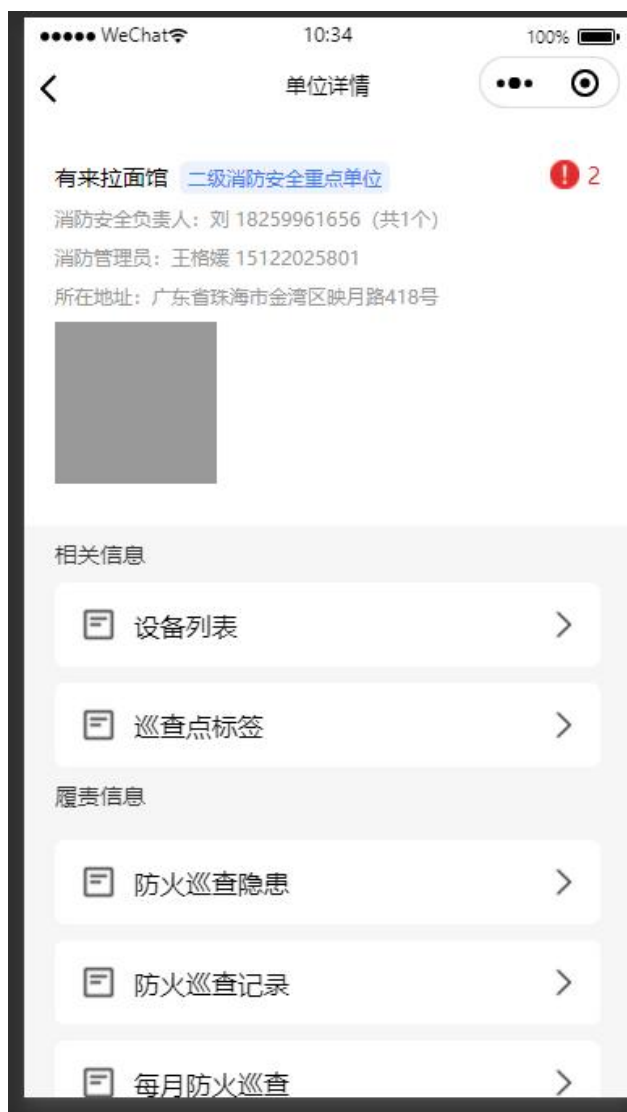 WeChat 10:34 100%
单位详情
有来拉面馆 二级消防安全重点单位 2
消防安全负责人：刘 18259961656（共1个）
消防管理员：王格媛 15122025801
所在地址：广东省珠海市金湾区映月路418号
相关信息
设备列表
巡查点标签
履责信息
防火巡查隐患
防火巡查记录
每月防火巡查